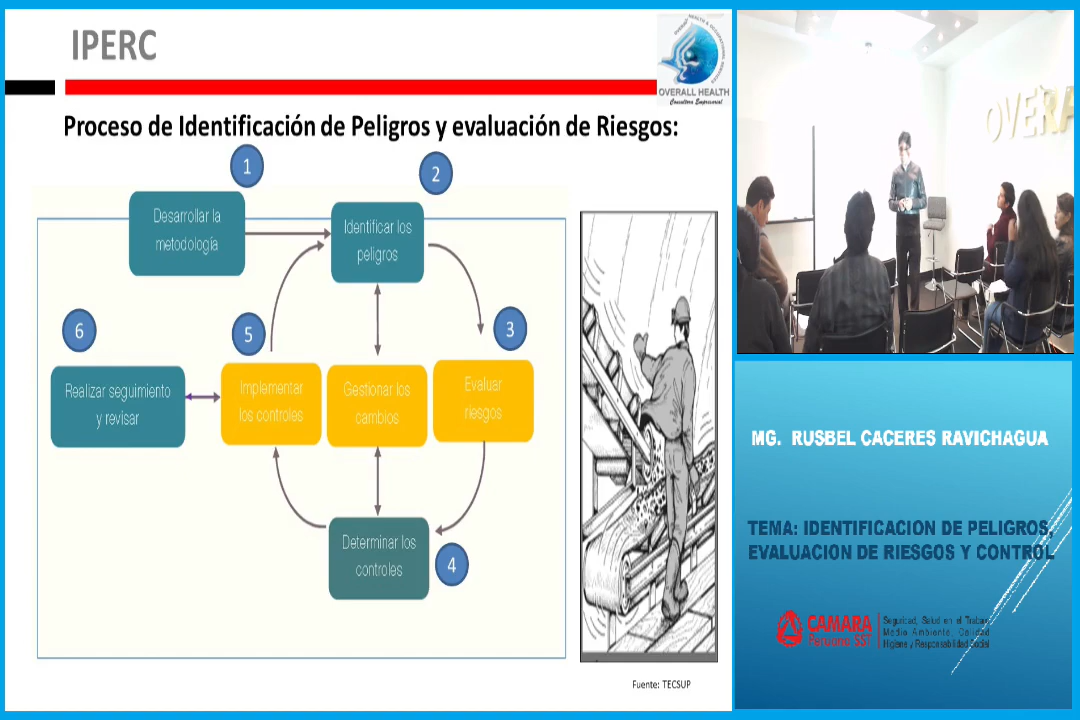 IPERC
OVERALL HEALTH
Consultora Empresarial
Proceso de Identificación de Peligros y evaluación de Riesgos:
1
2
Desarrollar la
metodología
Identificar los
peligros
6
5
3
Realizar seguimiento
y revisar
Implementar
los controles
Gestionar los
cambios
Evaluar
riesgos
Determinar los
controles
4
Fuente: TECSUP
OVERA
MG. RUSBEL CACERES RAVICHAGUA
TEMA: IDENTIFICACION DE PELIGROS,
EVALUACION DE RIESGOS Y CONTROL
CAMARA
Peruana SST
Seguridad, Salud en el Trabajo
Medio Ambiente, Calidad
Higiene y Responsabilidad Social